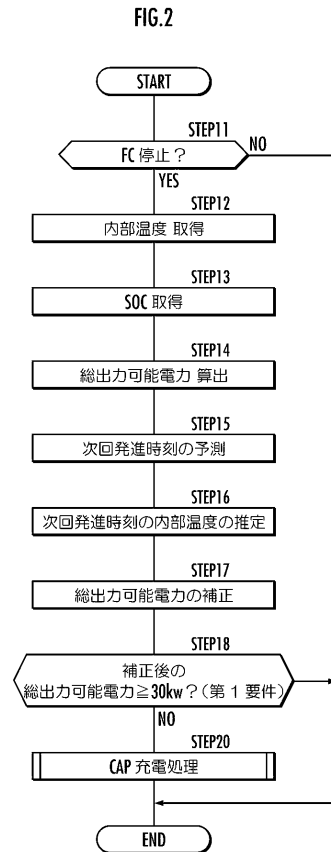 FIG.2
START
STEP11
FC 停止？
NO
YES
STEP12
内部温度 取得
STEP13
SOC 取得
STEP14
総出力可能電力 算出
STEP15
次回発進時刻の予測
STEP16
次回発進時刻の内部温度の推定
STEP17
総出力可能電力の補正
STEP18
補正後の
総出力可能電力≧30kw？(第 1 要件)
NO
STEP20
CAP 充電処理
END